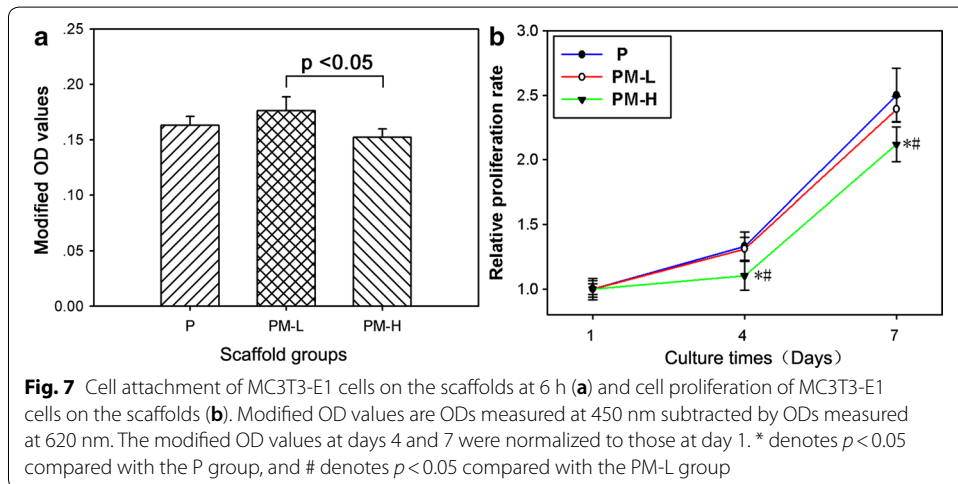 a
.25
.20
.15
.10
.05
0.00
Modified OD values
p <0.05
P
PM-L
PM-H
Scaffold groups
b
3.0
2.5
2.0
1.5
1.0
Relative proliferation rate
P
PM-L
PM-H
*#
*#
1
4
7
Culture times（Days）
Fig. 7 Cell attachment of MC3T3-E1 cells on the scaffolds at 6 h (a) and cell proliferation of MC3T3-E1
cells on the scaffolds (b). Modified OD values are ODs measured at 450 nm subtracted by ODs measured
at 620 nm. The modified OD values at days 4 and 7 were normalized to those at day 1. * denotes p < 0.05
compared with the P group, and # denotes p < 0.05 compared with the PM-L group